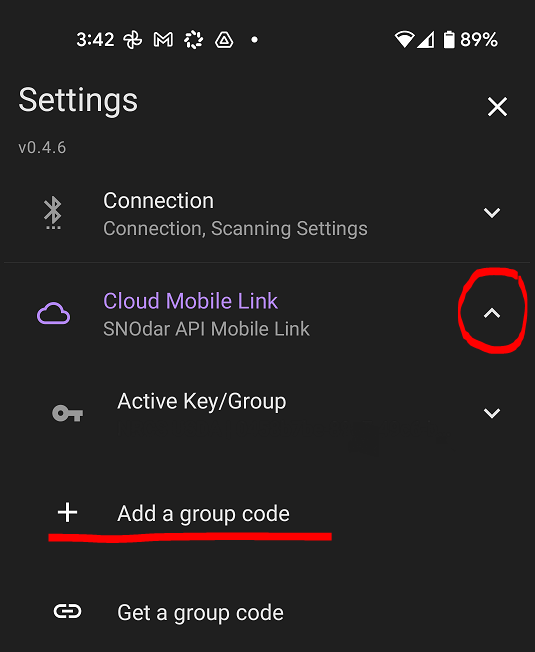 3:42
89%
Settings
v0.4.6
Connection
Connection, Scanning Settings
Cloud Mobile Link
SNOdar API Mobile Link
Active Key/Group
Add a group code
Get a group code